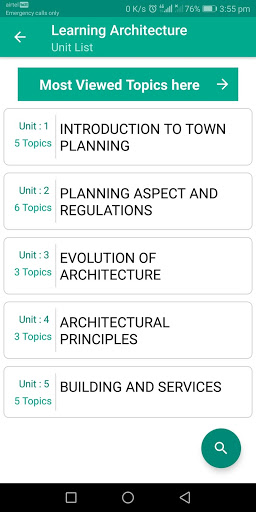 airtel VoLTE
Emergency calls only
0 K/s 76% 3:55 pm
Learning Architecture
Unit List
Most Viewed Topics here
Unit : 1
5 Topics
INTRODUCTION TO TOWN
PLANNING
Unit : 2
6 Topics
PLANNING ASPECT AND
REGULATIONS
Unit : 3
3 Topics
EVOLUTION OF
ARCHITECTURE
Unit : 4
3 Topics
ARCHITECTURAL
PRINCIPLES
Unit : 5
5 Topics
BUILDING AND SERVICES